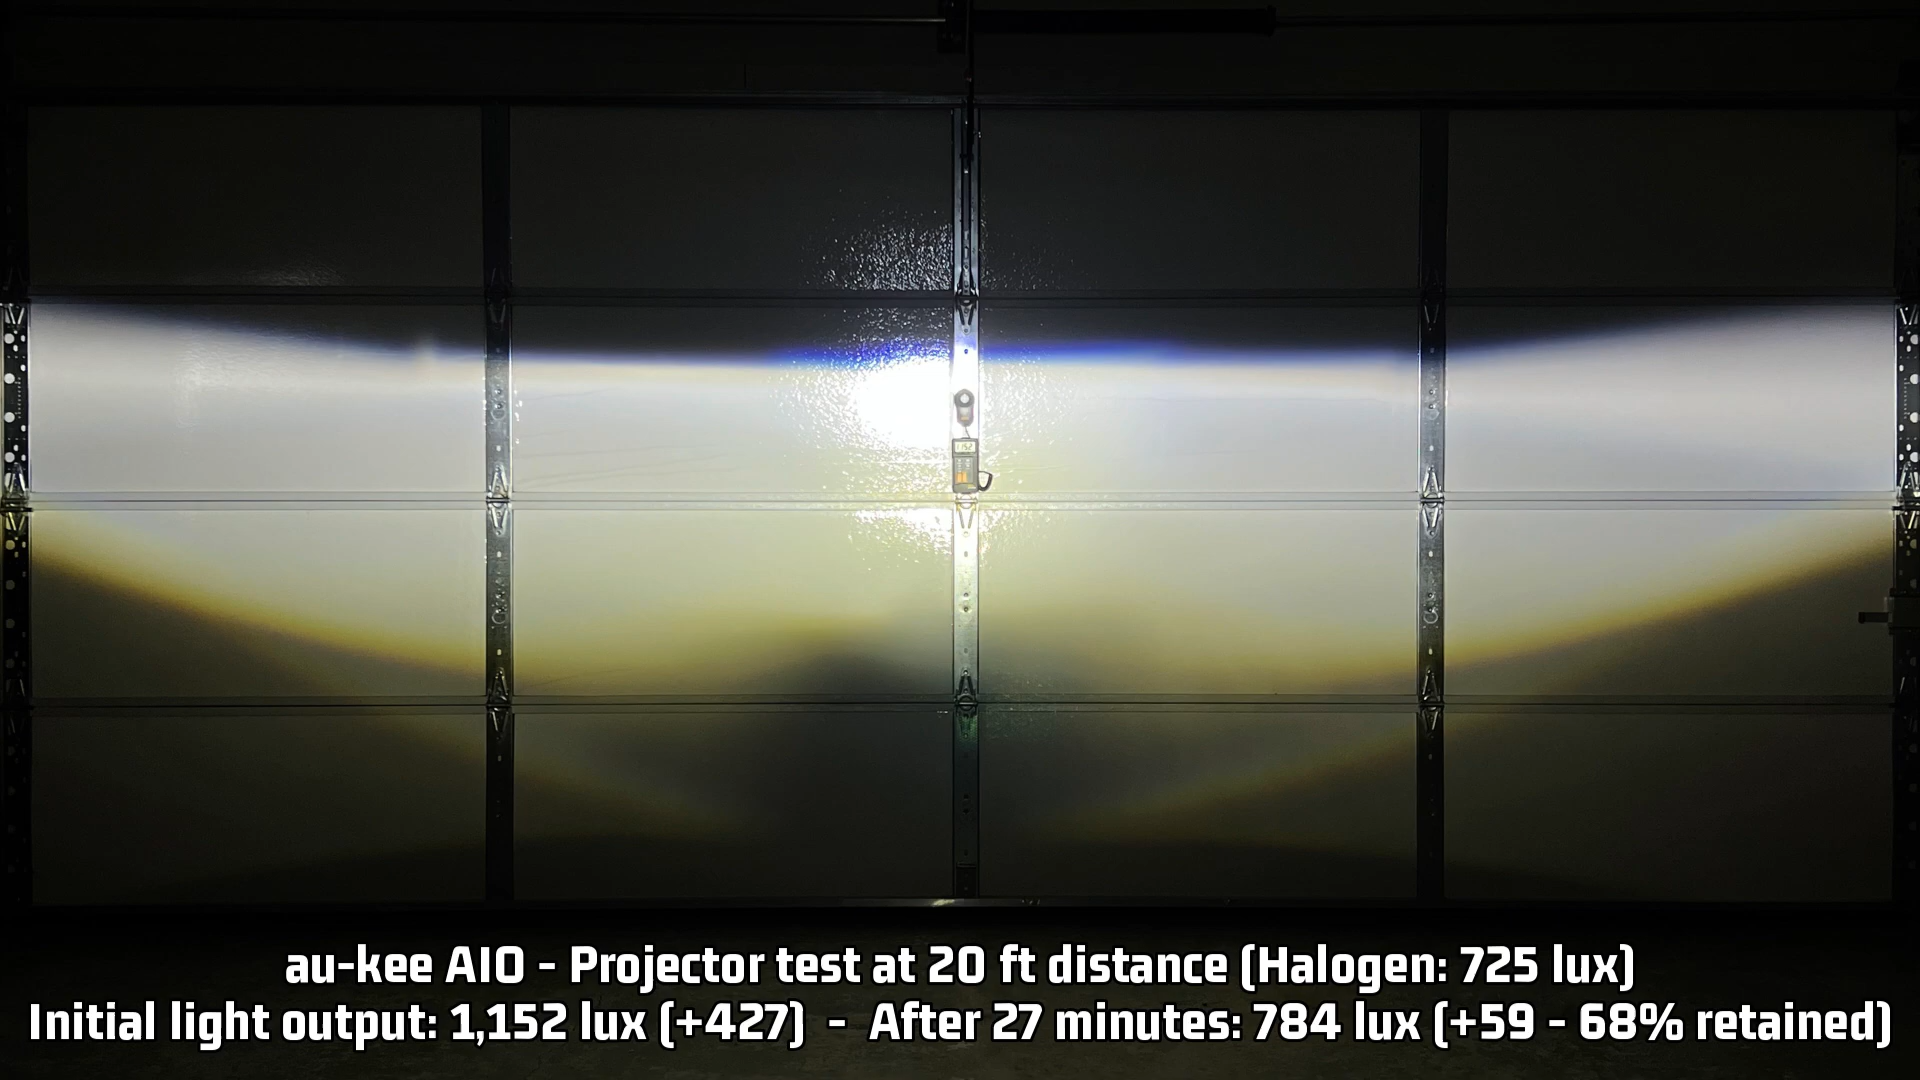 au-kee AIO - Projector test at 20 ft distance (Halogen: 725 lux)
Initial light output: 1,152 lux (+427) - After 27 minutes: 784 lux (+59 - 68% retained)